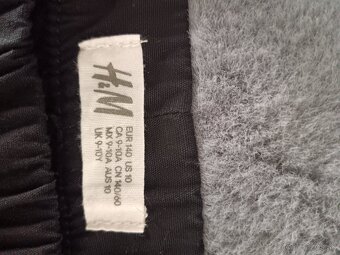 H&M
EUR 140 US 10
CA 9-10A CN 140/60
MX 9-10A AUS 10
UK 9-10Y